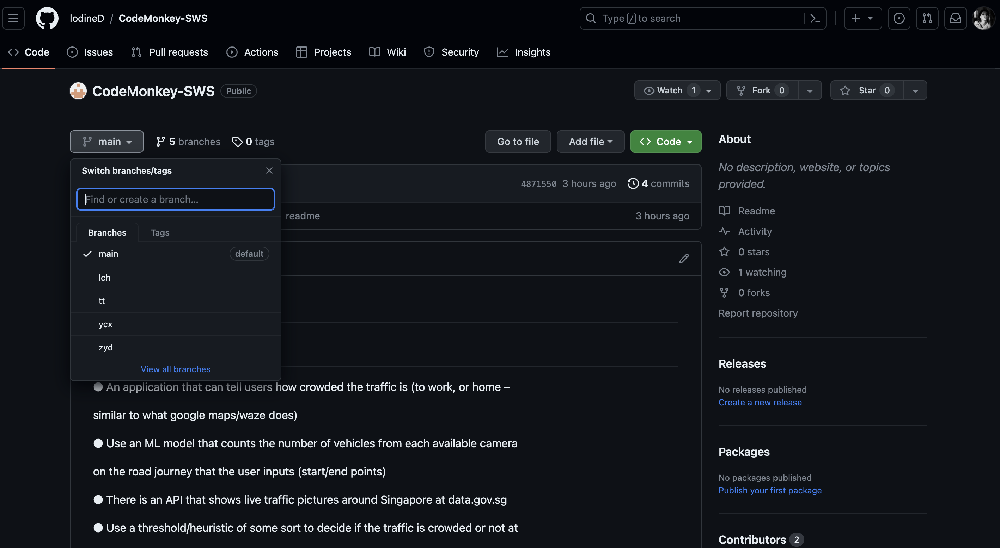 IodineD / CodeMonkey-SWS
Type / to search
Code Issues Pull requests Actions Projects Wiki Security Insights
CodeMonkey-SWS Public
Watch 1 Fork 0 Star 0
main 5 branches 0 tags
Go to file Add file Code
Switch branches/tags
Find or create a branch...
Branches Tags
main default
lch
tt
ycx
zyd
View all branches
4871550 3 hours ago 4 commits
readme 3 hours ago
● An application that can tell users how crowded the traffic is (to work, or home –
similar to what google maps/waze does)
● Use an ML model that counts the number of vehicles from each available camera
on the road journey that the user inputs (start/end points)
● There is an API that shows live traffic pictures around Singapore at data.gov.sg
● Use a threshold/heuristic of some sort to decide if the traffic is crowded or not at
About
No description, website, or topics
provided.
Readme
Activity
0 stars
1 watching
0 forks
Report repository
Releases
No releases published
Create a new release
Packages
No packages published
Publish your first package
Contributors 2